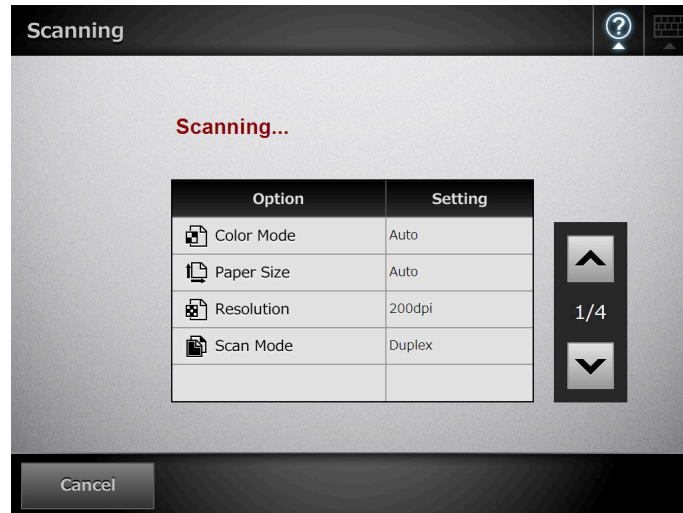 Scanning
?
Scanning...
Option Setting
Color Mode Auto
Paper Size Auto
Resolution 200dpi
1/4
Scan Mode Duplex
Cancel